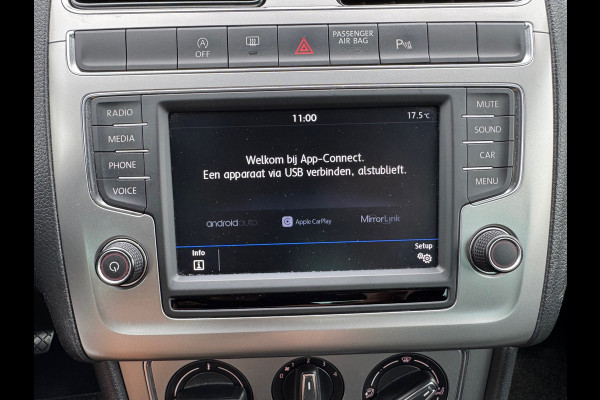 OFF
PASSENGER
AIR BAG
P
RADIO
MEDIA
PHONE
VOICE
11:00
17.5°C
Welkom bij App-Connect.
Een apparaat via USB verbinden, alstublieft.
androidauto
Apple CarPlay
MirrorLink
Info
Setup
MUTE
SOUND
CAR
MENU